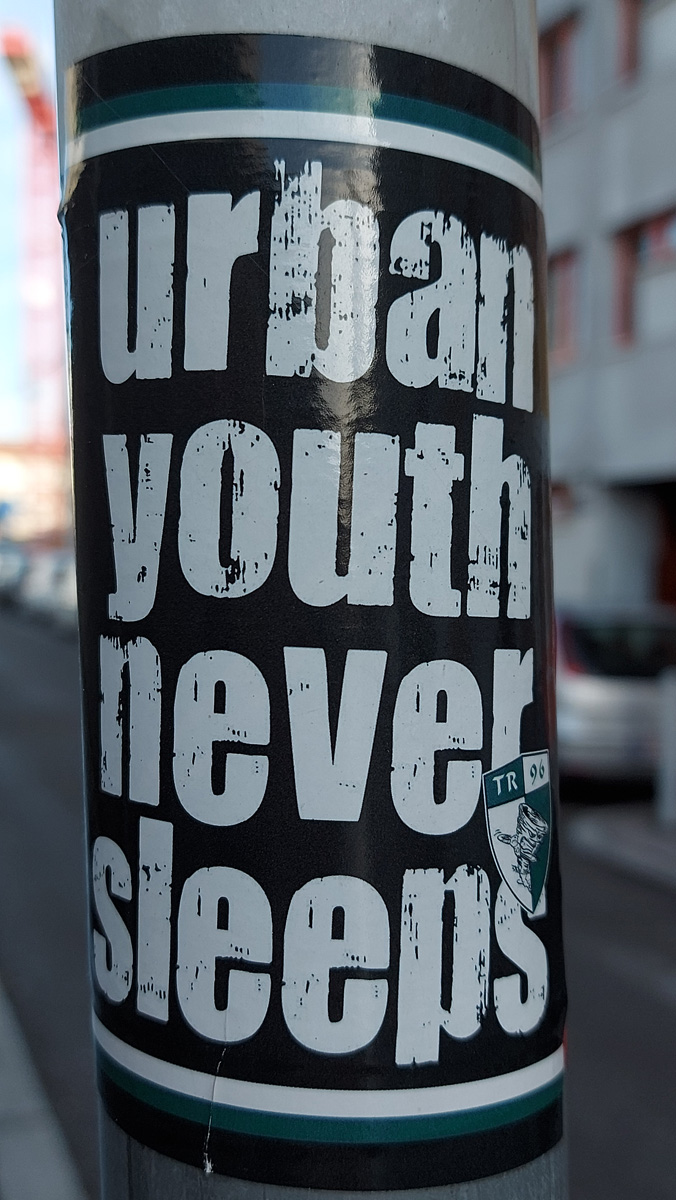 urban
youth
never
TR 96
sleeps